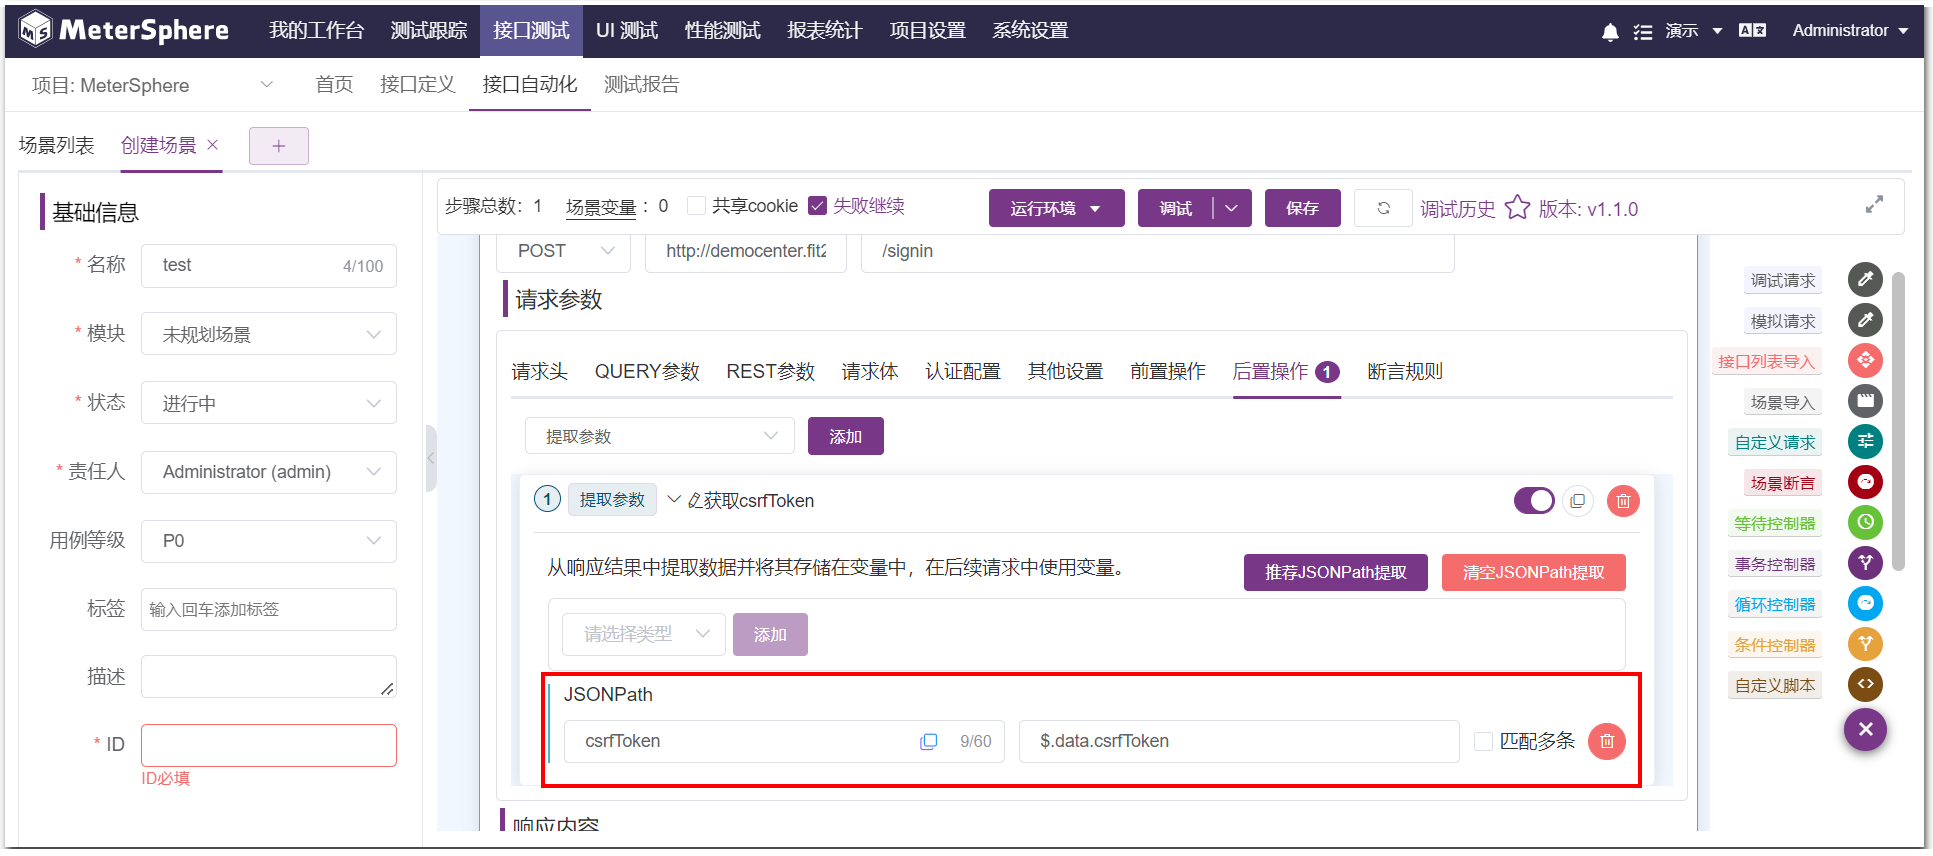 MeterSphere 我的工作台 测试跟踪 接口测试 UI 测试 性能测试 报表统计 项目设置 系统设置 演示 Administrator
项目: MeterSphere 首页 接口定义 接口自动化 测试报告
场景列表 创建场景 × +
基础信息
* 名称 test 4/100
* 模块 未规划场景
* 状态 进行中
* 责任人 Administrator (admin)
用例等级 P0
标签 输入回车添加标签
描述
* ID
ID必填
步骤总数: 1 场景变量 : 0 共享cookie 失败继续 运行环境 调试 保存 调试历史 版本: v1.1.0
POST http://democenter.fit2 /signin
请求参数
请求头 QUERY参数 REST参数 请求体 认证配置 其他设置 前置操作 后置操作 1 断言规则
提取参数 添加
1 提取参数 获取csrfToken
从响应结果中提取数据并将其存储在变量中，在后续请求中使用变量。 推荐JSONPath提取 清空JSONPath提取
请选择类型 添加
JSONPath
csrfToken 9/60 $.data.csrfToken 匹配多条
响应内容
调试请求
模拟请求
接口列表导入
场景导入
自定义请求
场景断言
等待控制器
事务控制器
循环控制器
条件控制器
自定义脚本